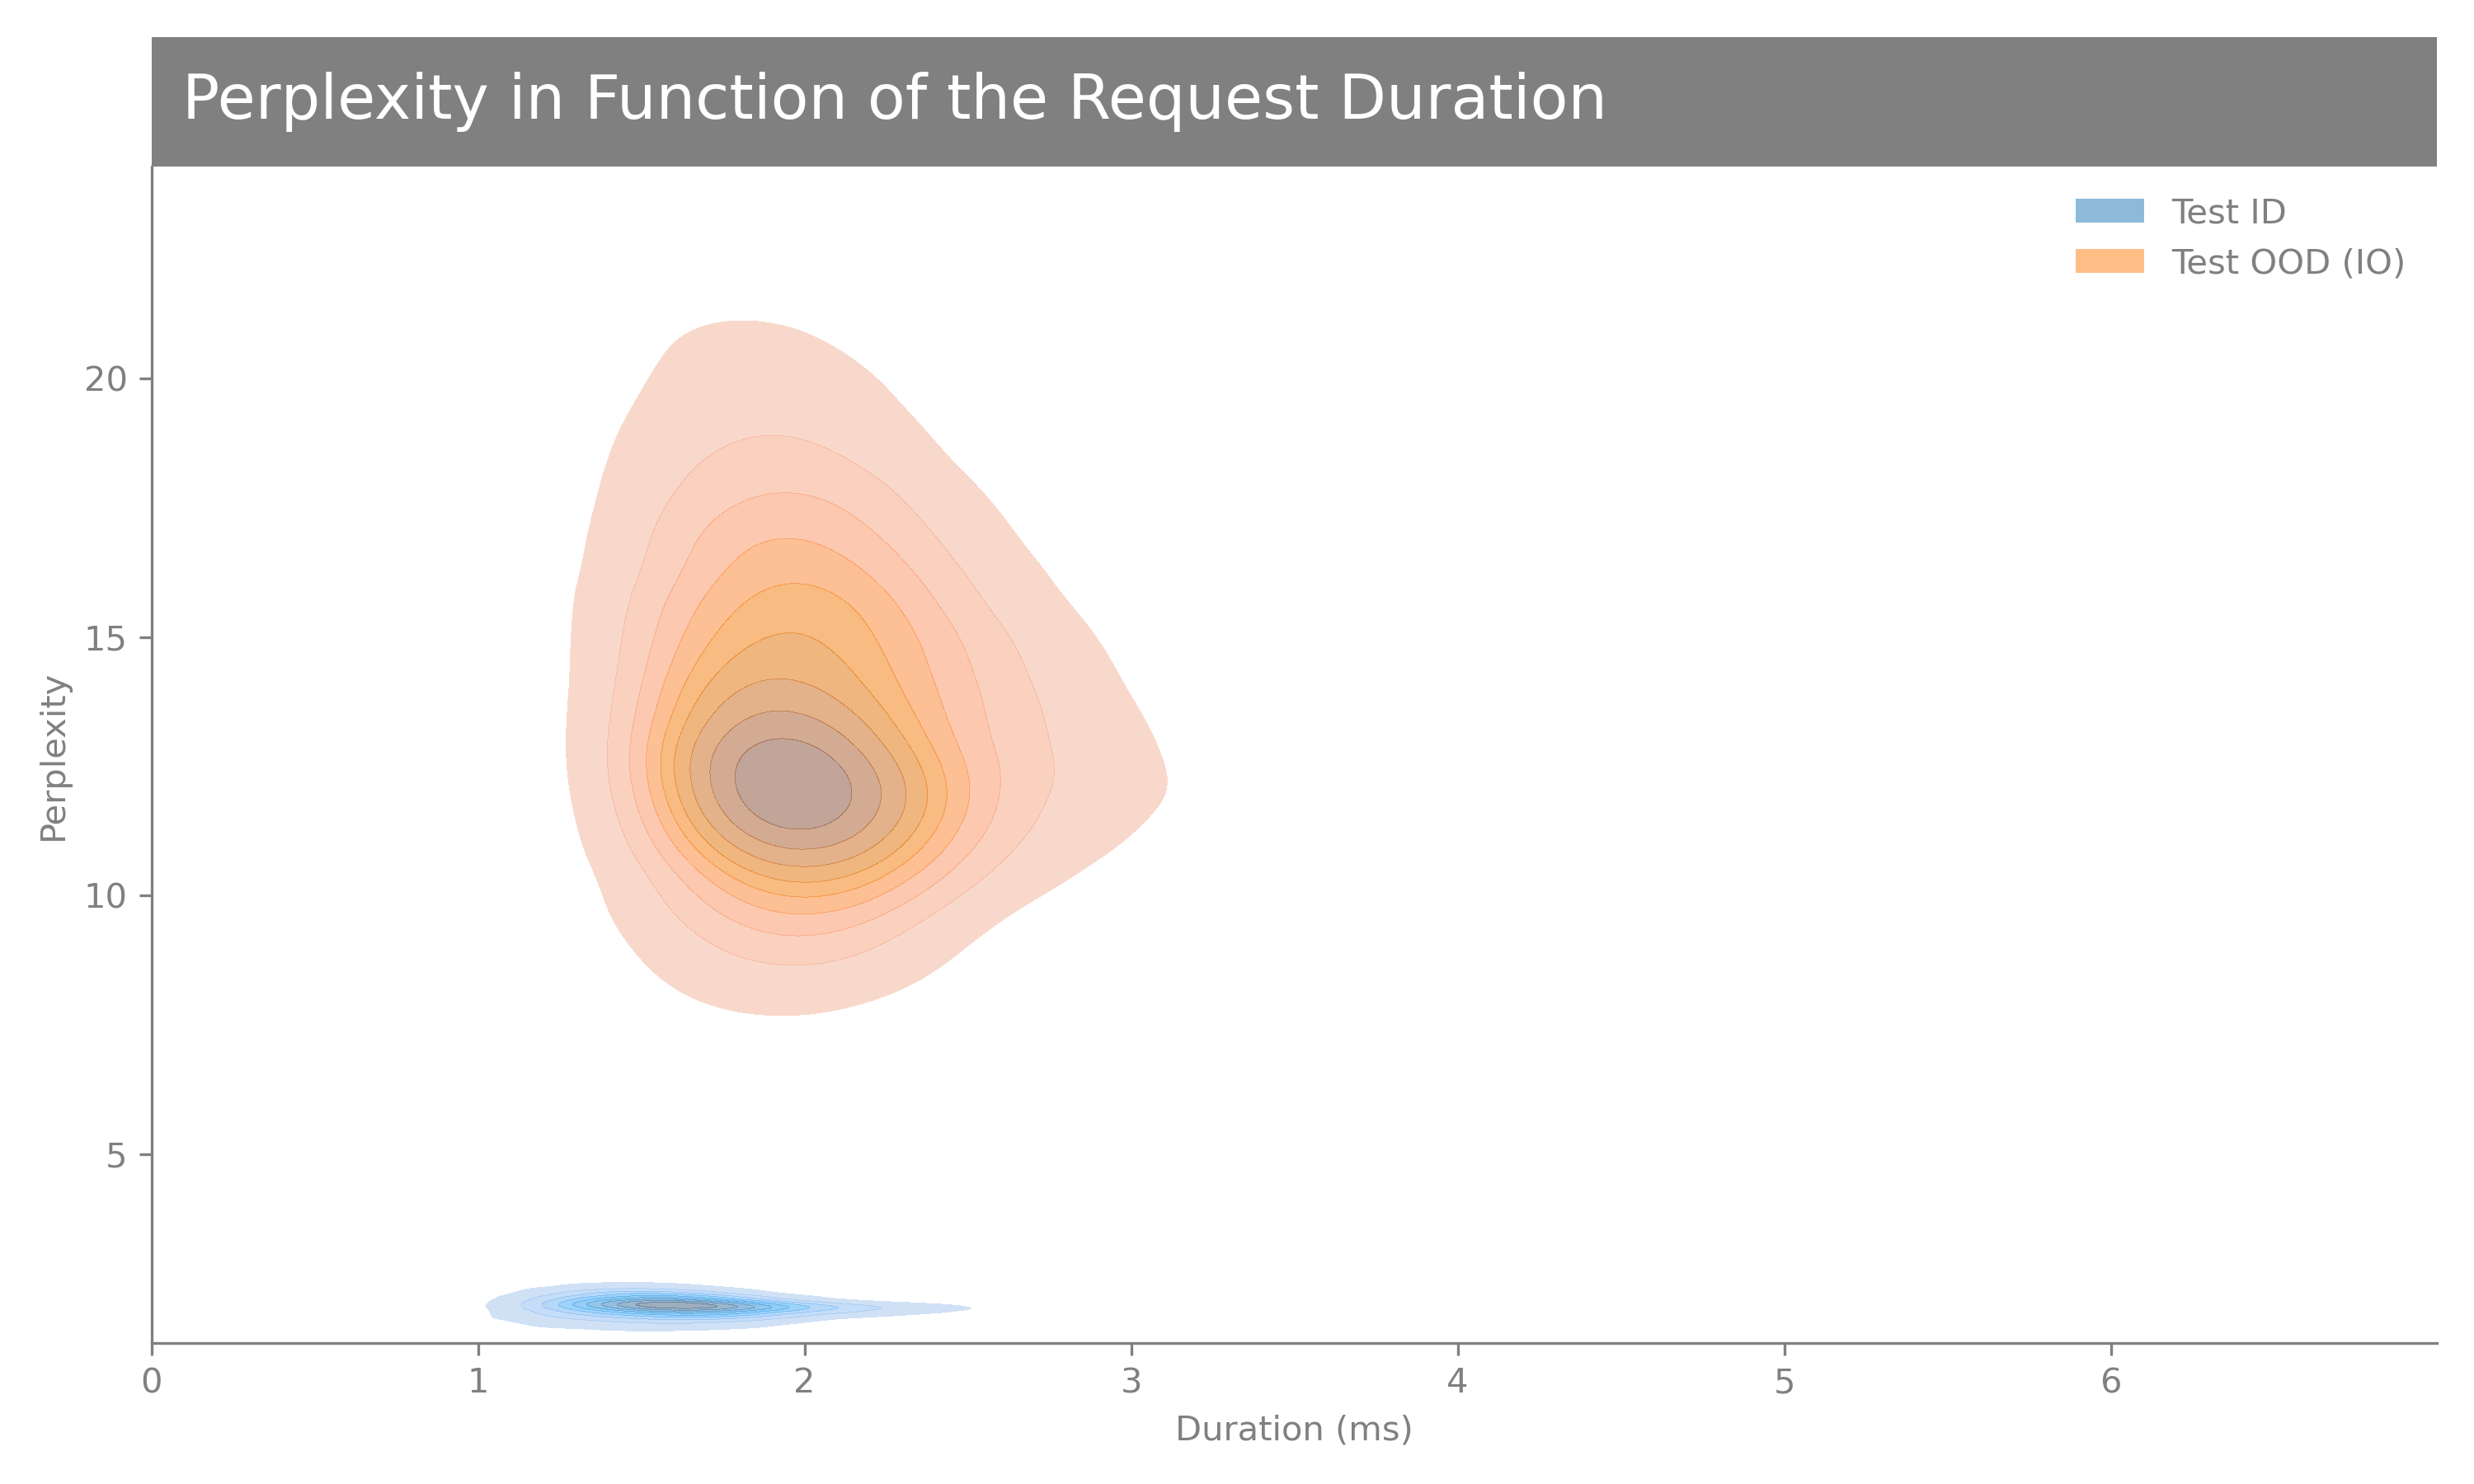 Perplexity in Function of the Request Duration
Test ID
Test OOD (IO)
20
15
10
5
Perplexity
0 1 2 3 4 5 6
Duration (ms)